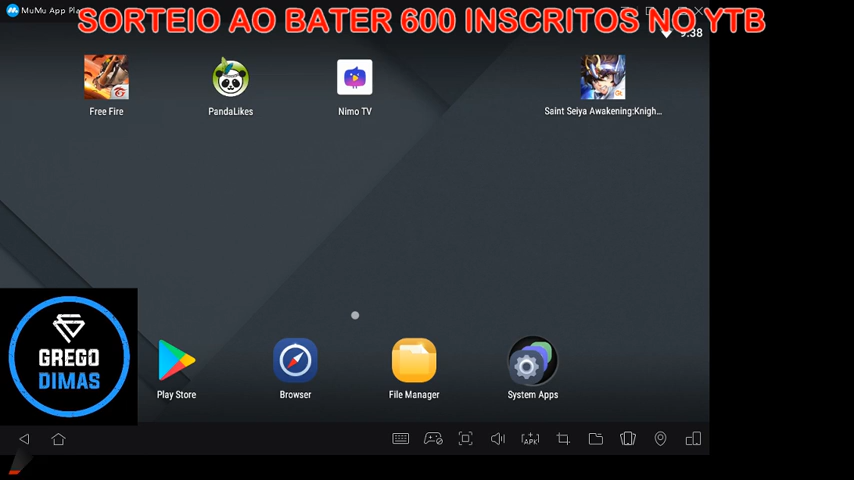 MuMu App Pla
SORTEIO AO BATER 600 INSCRITOS NO YTB
9:38
Free Fire
PandaLikes
Nimo TV
Saint Seiya Awakening:Knigh...
GREGO
DIMAS
Play Store
Browser
File Manager
System Apps
APK